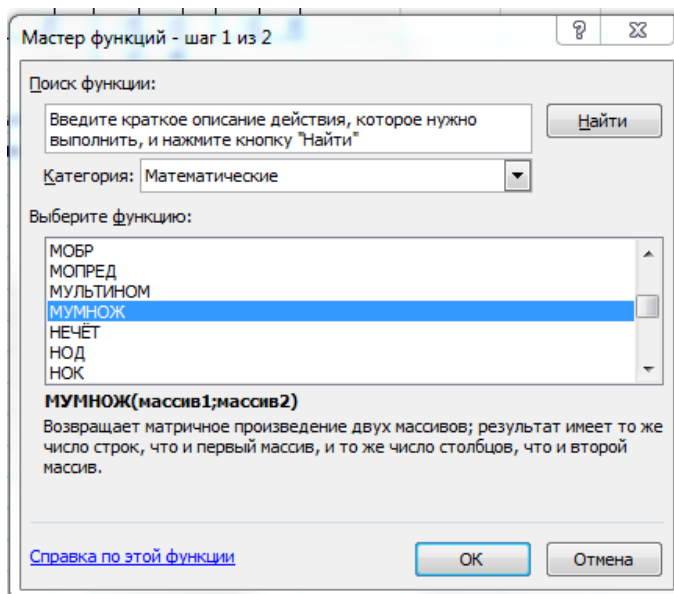 Мастер функций - шаг 1 из 2
Поиск функции:
Введите краткое описание действия, которое нужно
выполнить, и нажмите кнопку "Найти"
Найти
Категория: Математические
Выберите функцию:
МОБР
МОПРЕД
МУЛЬТИНОМ
МУМНОЖ
НЕЧЁТ
НОД
НОК
МУМНОЖ(массив1;массив2)
Возвращает матричное произведение двух массивов; результат имеет то же
число строк, что и первый массив, и то же число столбцов, что и второй
массив.
Справка по этой функции
ОК
Отмена